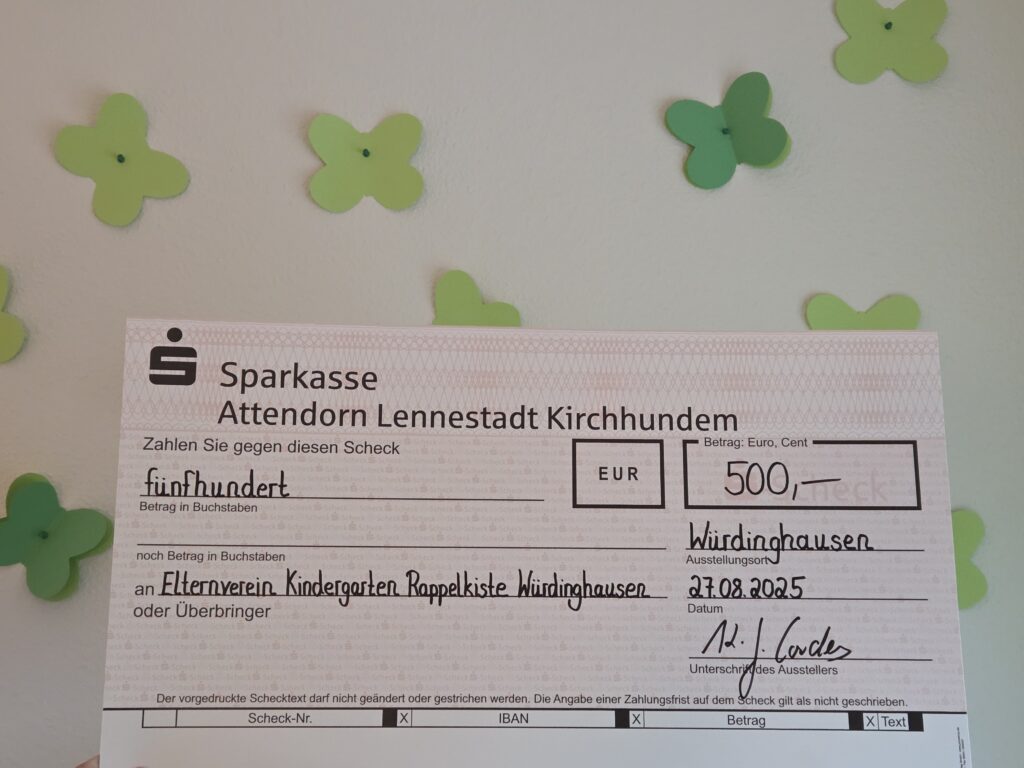 Sparkasse
Attendorn Lennestadt Kirchhundem
Zahlen Sie gegen diesen Scheck
Betrag: Euro, Cent
fünfhundert
EUR
500,—
Betrag in Buchstaben
Würdinghausen
noch Betrag in Buchstaben
Ausstellungsort
an Elternverein Kindergarten Rappelkiste Würdinghausen
27.08.2025
oder Überbringer
Datum
Cordes
Unterschrift des Ausstellers
Der vorgedruckte Schecktext darf nicht geändert oder gestrichen werden. Die Angabe einer Zahlungsfrist auf dem Scheck gilt als nicht geschrieben.
Scheck-Nr. X IBAN X Betrag X Text